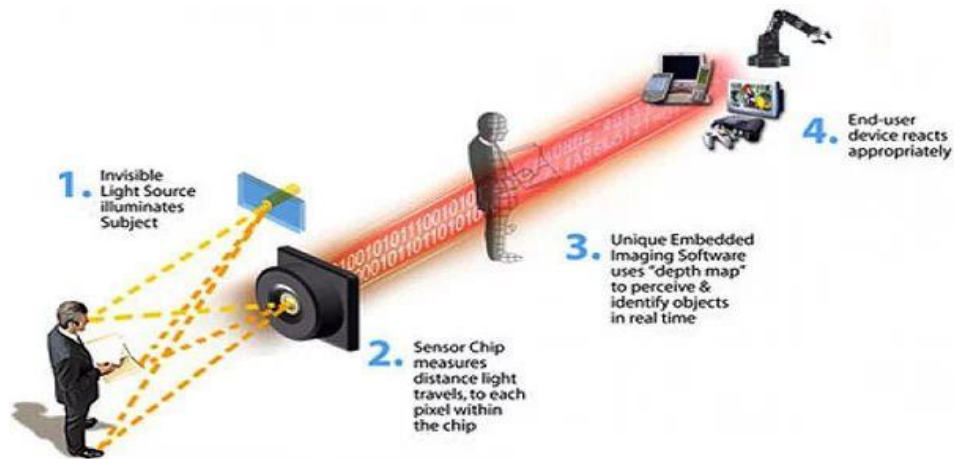 1. Invisible
Light Source
illuminates
Subject
2. Sensor Chip
measures
distance light
travels, to each
pixel within
the chip
3. Unique Embedded
Imaging Software
uses "depth map"
to perceive &
identify objects
in real time
4. End-user
device reacts
appropriately